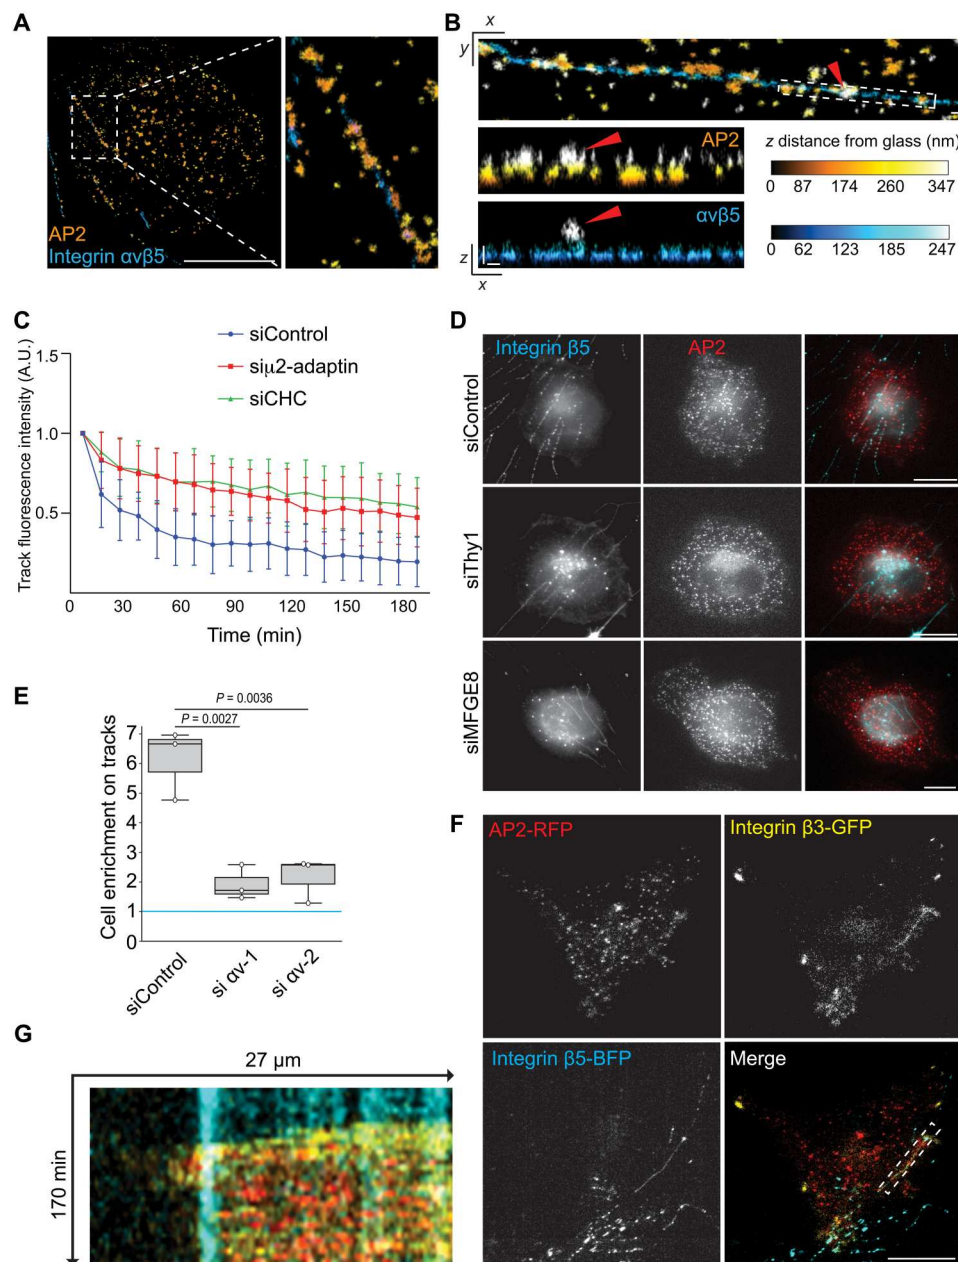 A
AP2
Integrin αvβ5
B
x
y
AP2
αvβ5
z
x
z distance from glass (nm)
0 87 174 260 347
0 62 123 185 247
C
siControl
siμ2-adaptin
siCHC
Track fluorescence intensity (A.U.)
1.5
1.0
0.5
0 30 60 90 120 150 180
Time (min)
D
Integrin β5
AP2
siControl
siThy1
siMFGE8
E
P = 0.0036
P = 0.0027
Cell enrichment on tracks
7
6
5
4
3
2
1
0
siControl
si αv-1
si αv-2
F
AP2-RFP
Integrin β3-GFP
Integrin β5-BFP
Merge
G
27 μm
170 min